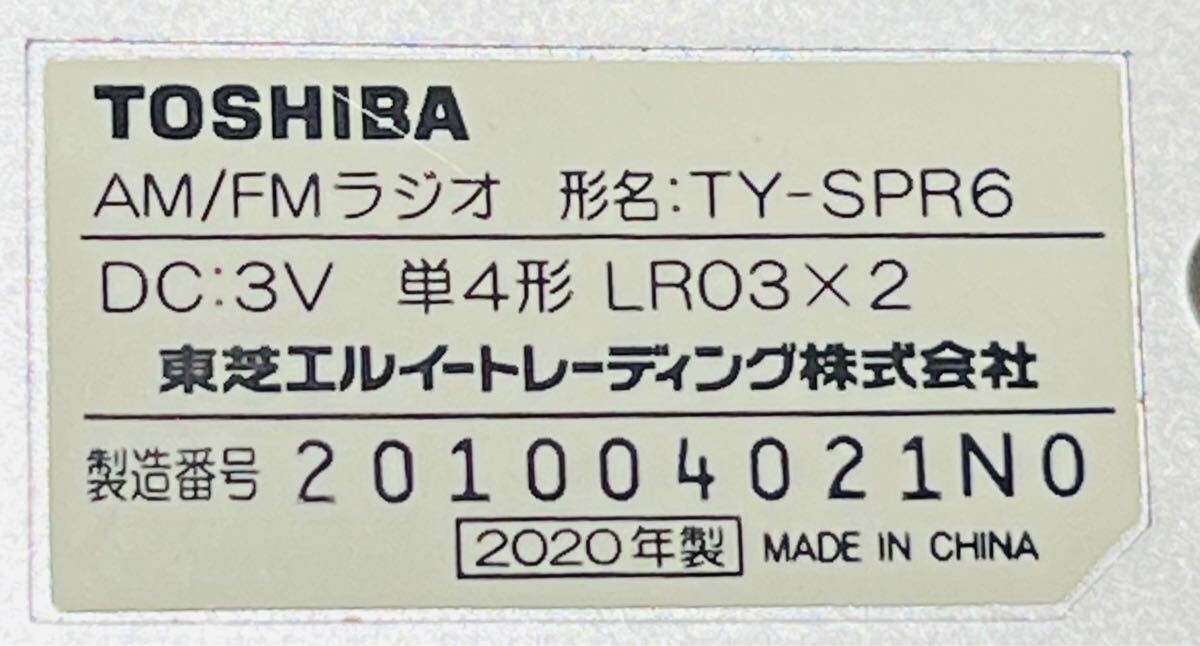 TOSHIBA
AM/FMラジオ 形名:TY-SPR6
DC:3V 単4形 LR03×2
東芝エルイートレーディング株式会社
製造番号 201004021N0
2020年製 MADE IN CHINA